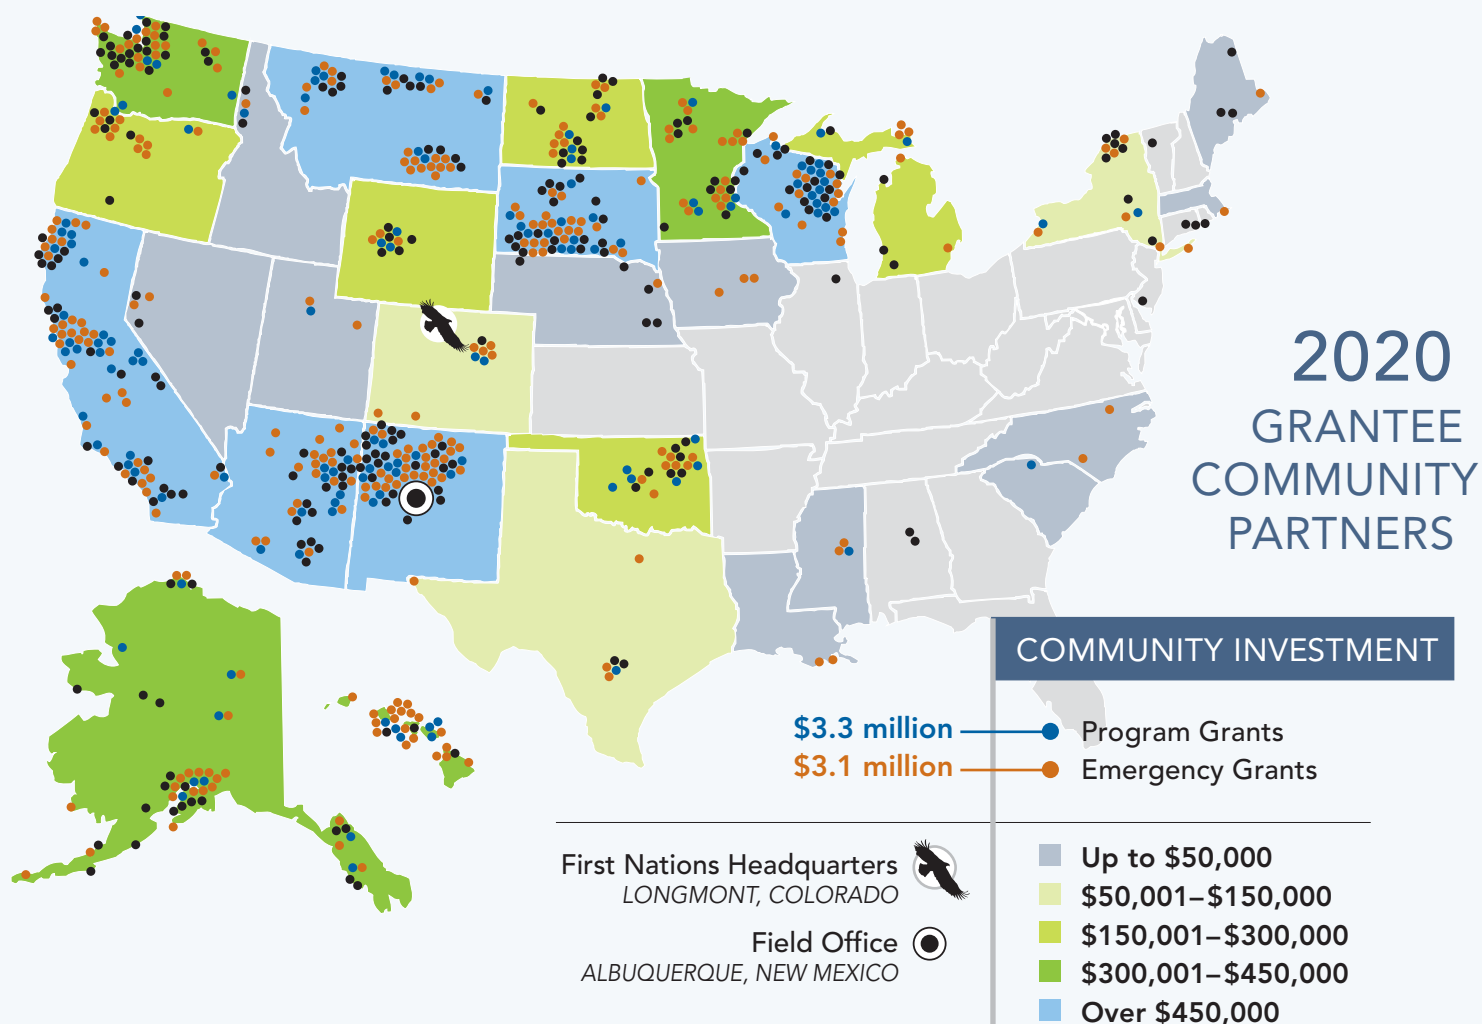 2020
GRANTEE
COMMUNITY
PARTNERS
COMMUNITY INVESTMENT
$3.3 million
Program Grants
$3.1 million
Emergency Grants
First Nations Headquarters
LONGMONT, COLORADO
Field Office
ALBUQUERQUE, NEW MEXICO
Up to $50,000
$50,001–$150,000
$150,001–$300,000
$300,001–$450,000
Over $450,000